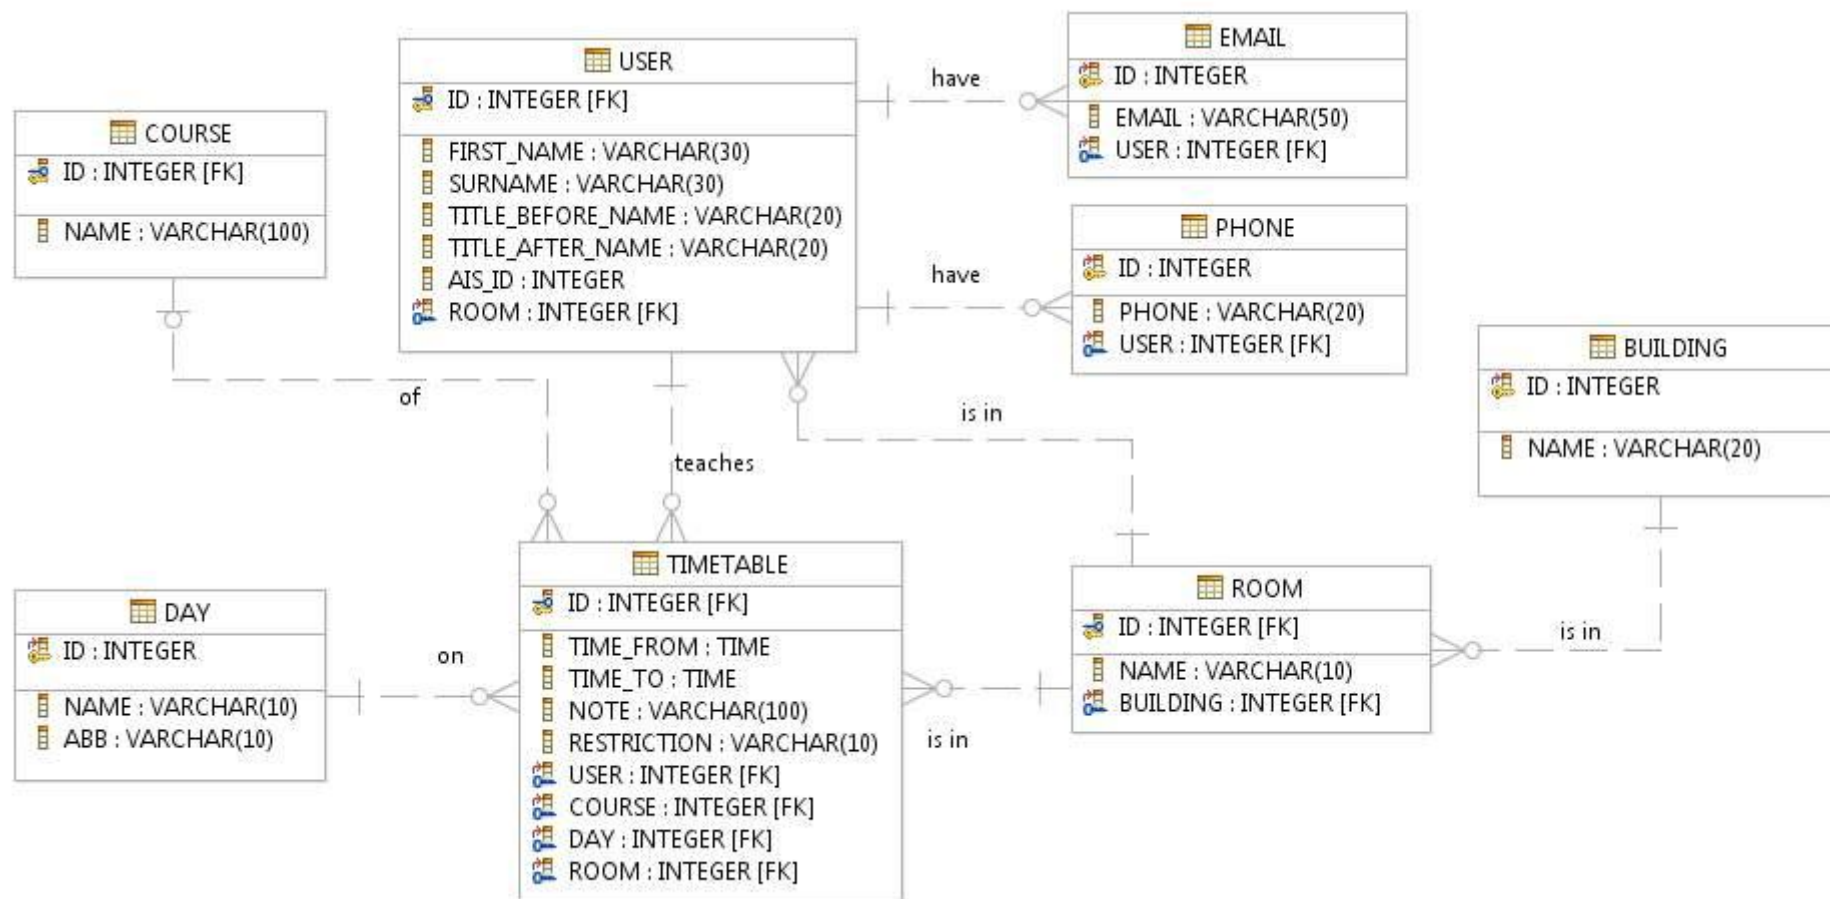 USER
ID : INTEGER [FK]
FIRST_NAME : VARCHAR(30)
SURNAME : VARCHAR(30)
TITLE_BEFORE_NAME : VARCHAR(20)
TITLE_AFTER_NAME : VARCHAR(20)
AIS_ID : INTEGER
ROOM : INTEGER [FK]
have
EMAIL
ID : INTEGER
EMAIL : VARCHAR(50)
USER : INTEGER [FK]
COURSE
ID : INTEGER [FK]
NAME : VARCHAR(100)
have
PHONE
ID : INTEGER
PHONE : VARCHAR(20)
USER : INTEGER [FK]
BUILDING
ID : INTEGER
NAME : VARCHAR(20)
of
teaches
is in
DAY
ID : INTEGER
NAME : VARCHAR(10)
ABB : VARCHAR(10)
on
TIMETABLE
ID : INTEGER [FK]
TIME_FROM : TIME
TIME_TO : TIME
NOTE : VARCHAR(100)
RESTRICTION : VARCHAR(10)
USER : INTEGER [FK]
COURSE : INTEGER [FK]
DAY : INTEGER [FK]
ROOM : INTEGER [FK]
is in
ROOM
ID : INTEGER [FK]
NAME : VARCHAR(10)
BUILDING : INTEGER [FK]
is in